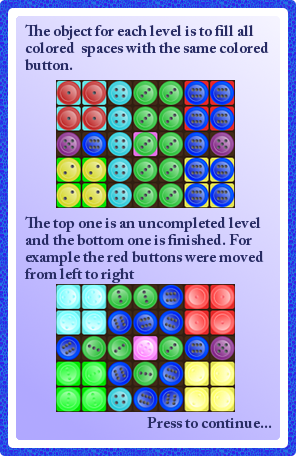 The object for each level is to fill all
colored spaces with the same colored
button.
The top one is an uncompleted level
and the bottom one is finished. For
example the red buttons were moved
from left to right
Press to continue...